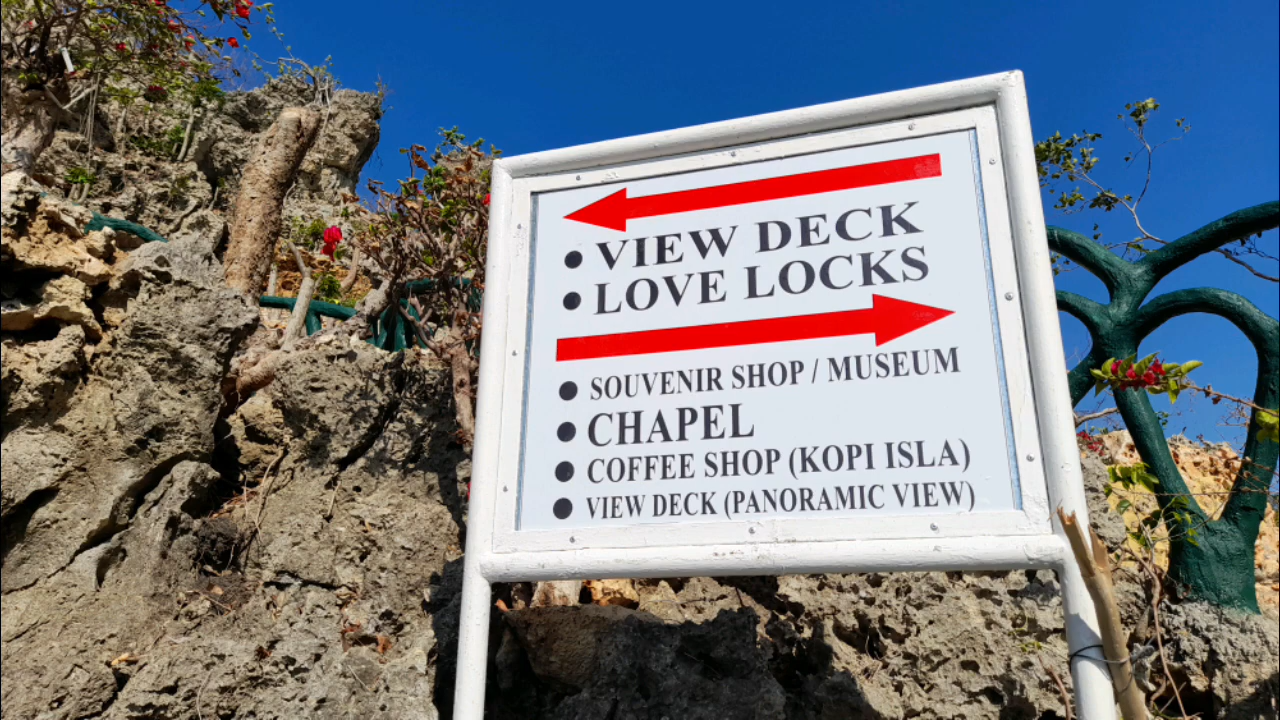 • VIEW DECK
• LOVE LOCKS
• SOUVENIR SHOP / MUSEUM
• CHAPEL
• COFFEE SHOP (KOPI ISLA)
• VIEW DECK (PANORAMIC VIEW)